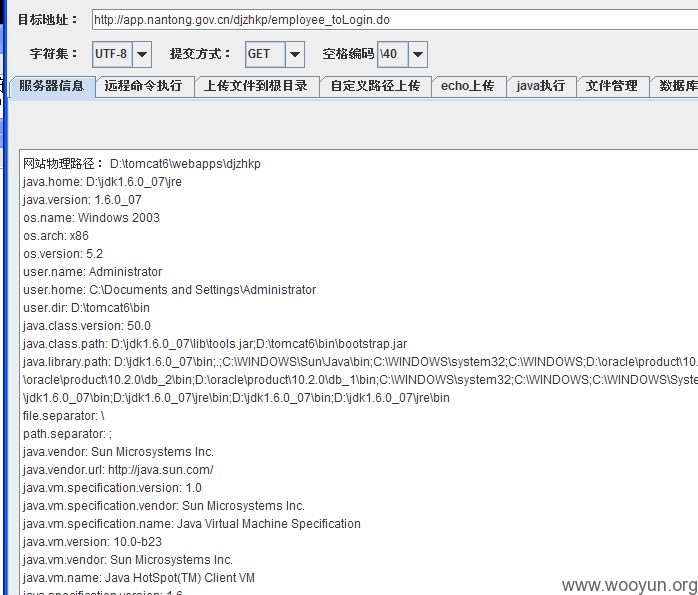 目标地址： http://app.nantong.gov.cn/djzhkp/employee_toLogin.do
字符集： UTF-8 提交方式： GET 空格编码 \40
服务器信息 远程命令执行 上传文件到根目录 自定义路径上传 echo上传 java执行 文件管理 数据库
网站物理路径： D:\tomcat6\webapps\djzhkp
java.home: D:\jdk1.6.0_07\jre
java.version: 1.6.0_07
os.name: Windows 2003
os.arch: x86
os.version: 5.2
user.name: Administrator
user.home: C:\Documents and Settings\Administrator
user.dir: D:\tomcat6\bin
java.class.version: 50.0
java.class.path: D:\jdk1.6.0_07\lib\tools.jar;D:\tomcat6\bin\bootstrap.jar
java.library.path: D:\jdk1.6.0_07\bin;.;C:\WINDOWS\Sun\Java\bin;C:\WINDOWS\system32;C:\WINDOWS;D:\oracle\product\10.
\oracle\product\10.2.0\db_2\bin;D:\oracle\product\10.2.0\db_1\bin;C:\WINDOWS\system32;C:\WINDOWS;C:\WINDOWS\Syste
\jdk1.6.0_07\bin;D:\jdk1.6.0_07\jre\bin;D:\jdk1.6.0_07\jre\bin
file.separator: \
path.separator: ;
java.vendor: Sun Microsystems Inc.
java.vendor.url: http://java.sun.com/
java.vm.specification.version: 1.0
java.vm.specification.vendor: Sun Microsystems Inc.
java.vm.specification.name: Java Virtual Machine Specification
java.vm.version: 10.0-b23
java.vm.vendor: Sun Microsystems Inc.
java.vm.name: Java HotSpot(TM) Client VM
java.specification.version: 1.6
www.wooyun.org